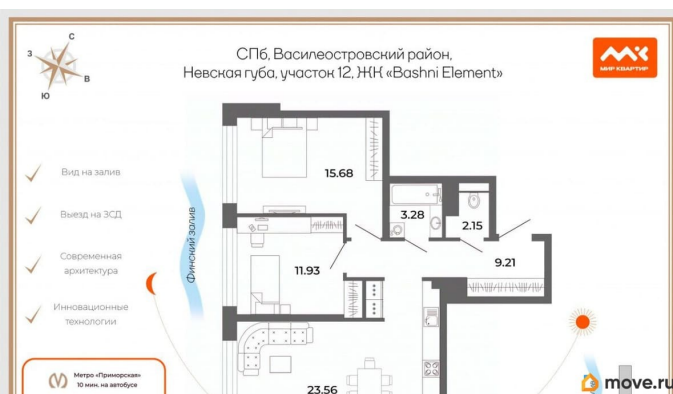 С
З
В
Ю
СПб, Василеостровский район,
Невская губа, участок 12, ЖК «Bashni Element»
МИР КВАРТИР
Вид на залив
Выезд на ЗСД
Современная
архитектура
Инновационные
технологии
Метро «Приморская»
10 мин. на автобусе
Финский залив
15.68
3.28
2.15
11.93
9.21
23.56
move.ru